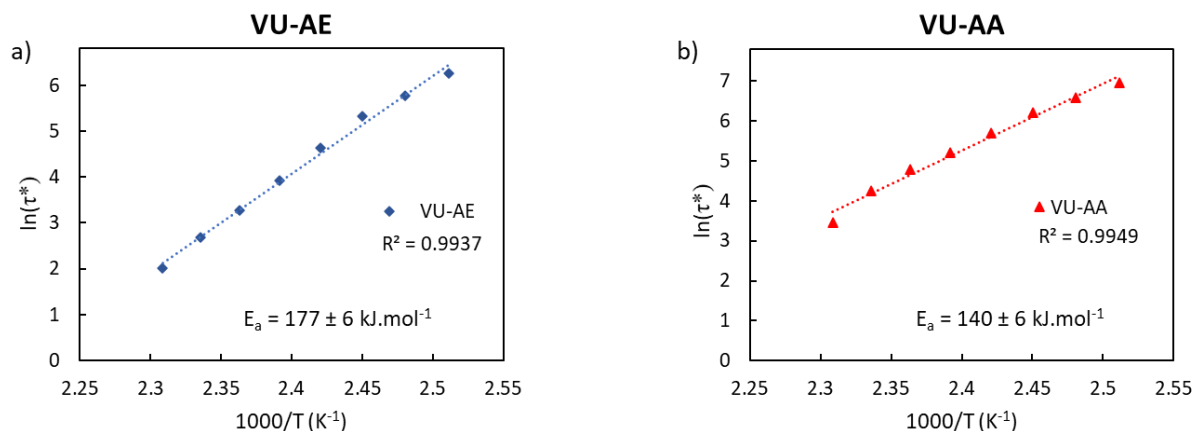 VU-AE
a)
ln(τ*)
6
5
4
3
2
1
0
VU-AE
R² = 0.9937
Eₐ = 177 ± 6 kJ.mol⁻¹
2.25 2.3 2.35 2.4 2.45 2.5 2.55
1000/T (K⁻¹)
VU-AA
b)
ln(τ*)
7
6
5
4
3
2
1
0
VU-AA
R² = 0.9949
Eₐ = 140 ± 6 kJ.mol⁻¹
2.25 2.3 2.35 2.4 2.45 2.5 2.55
1000/T (K⁻¹)